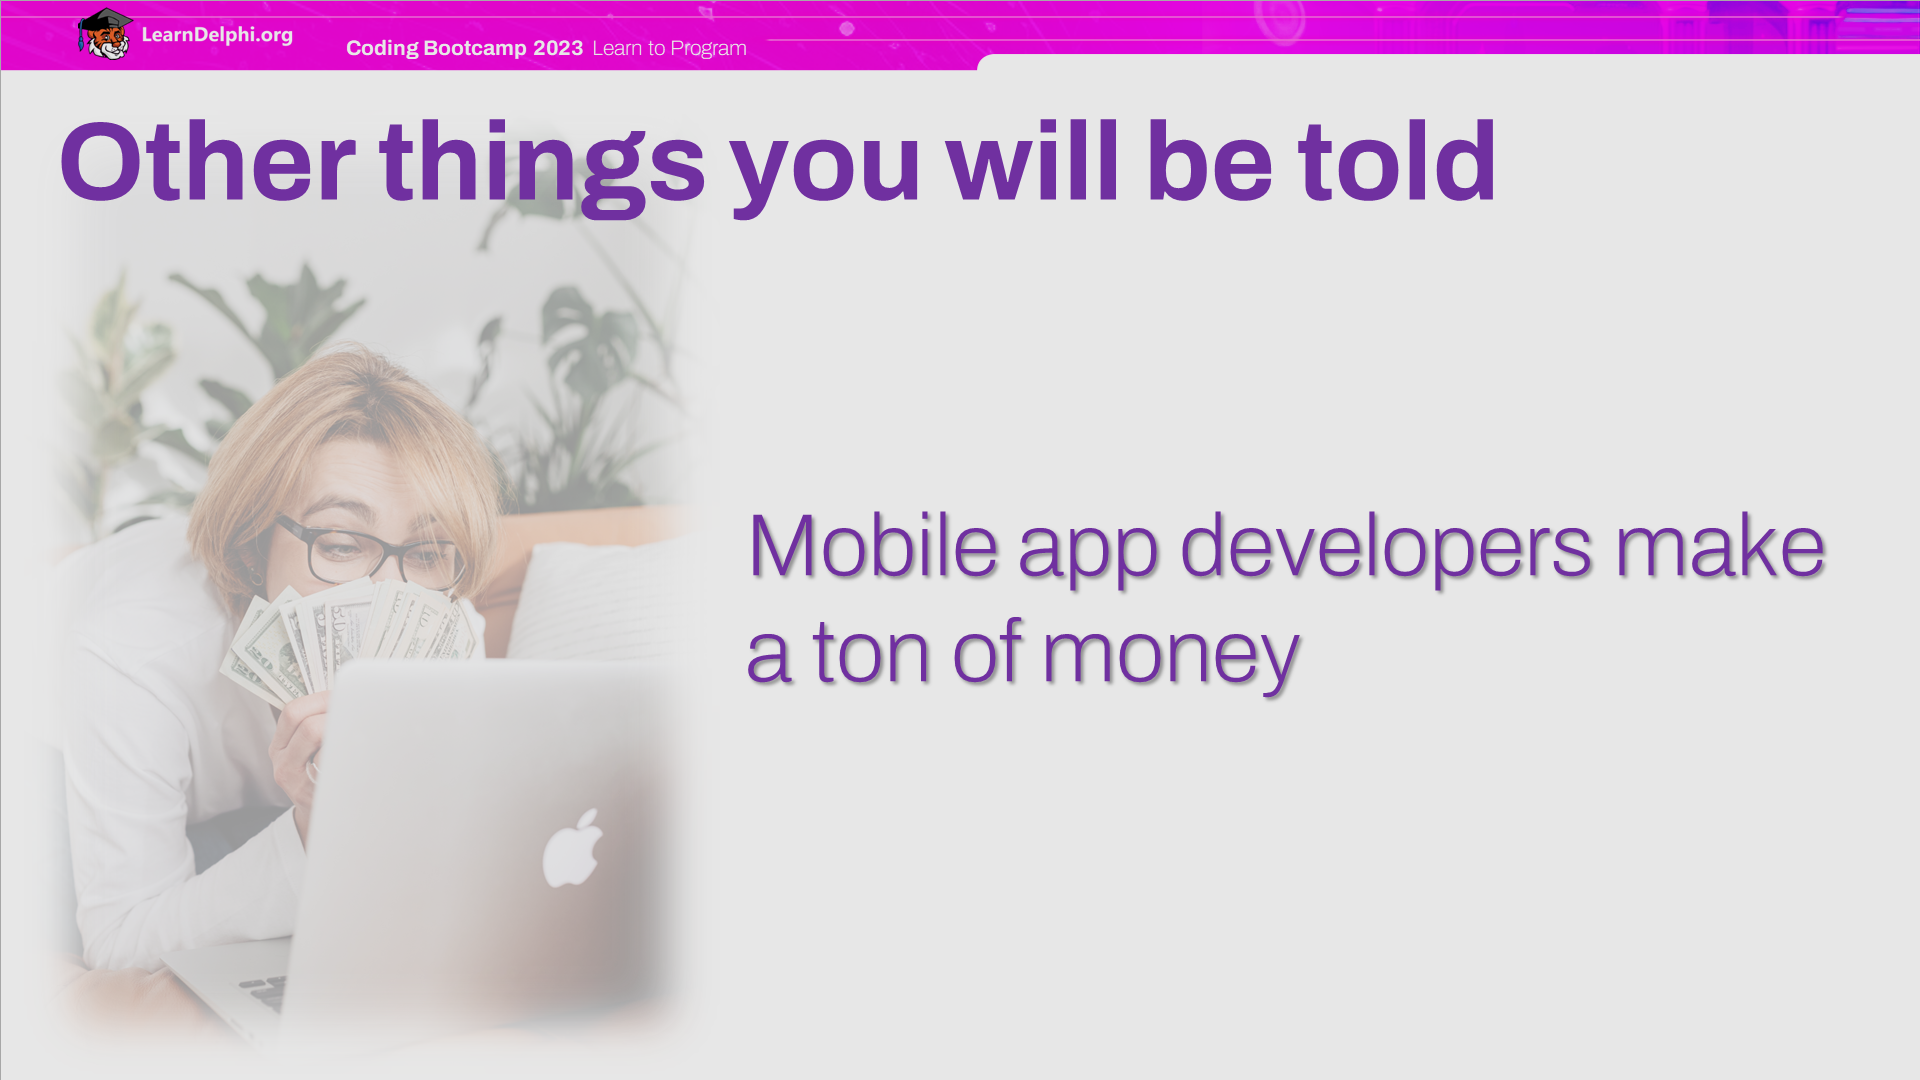 LearnDelphi.org
Coding Bootcamp 2023 Learn to Program
Other things you will be told
Mobile app developers make
a ton of money